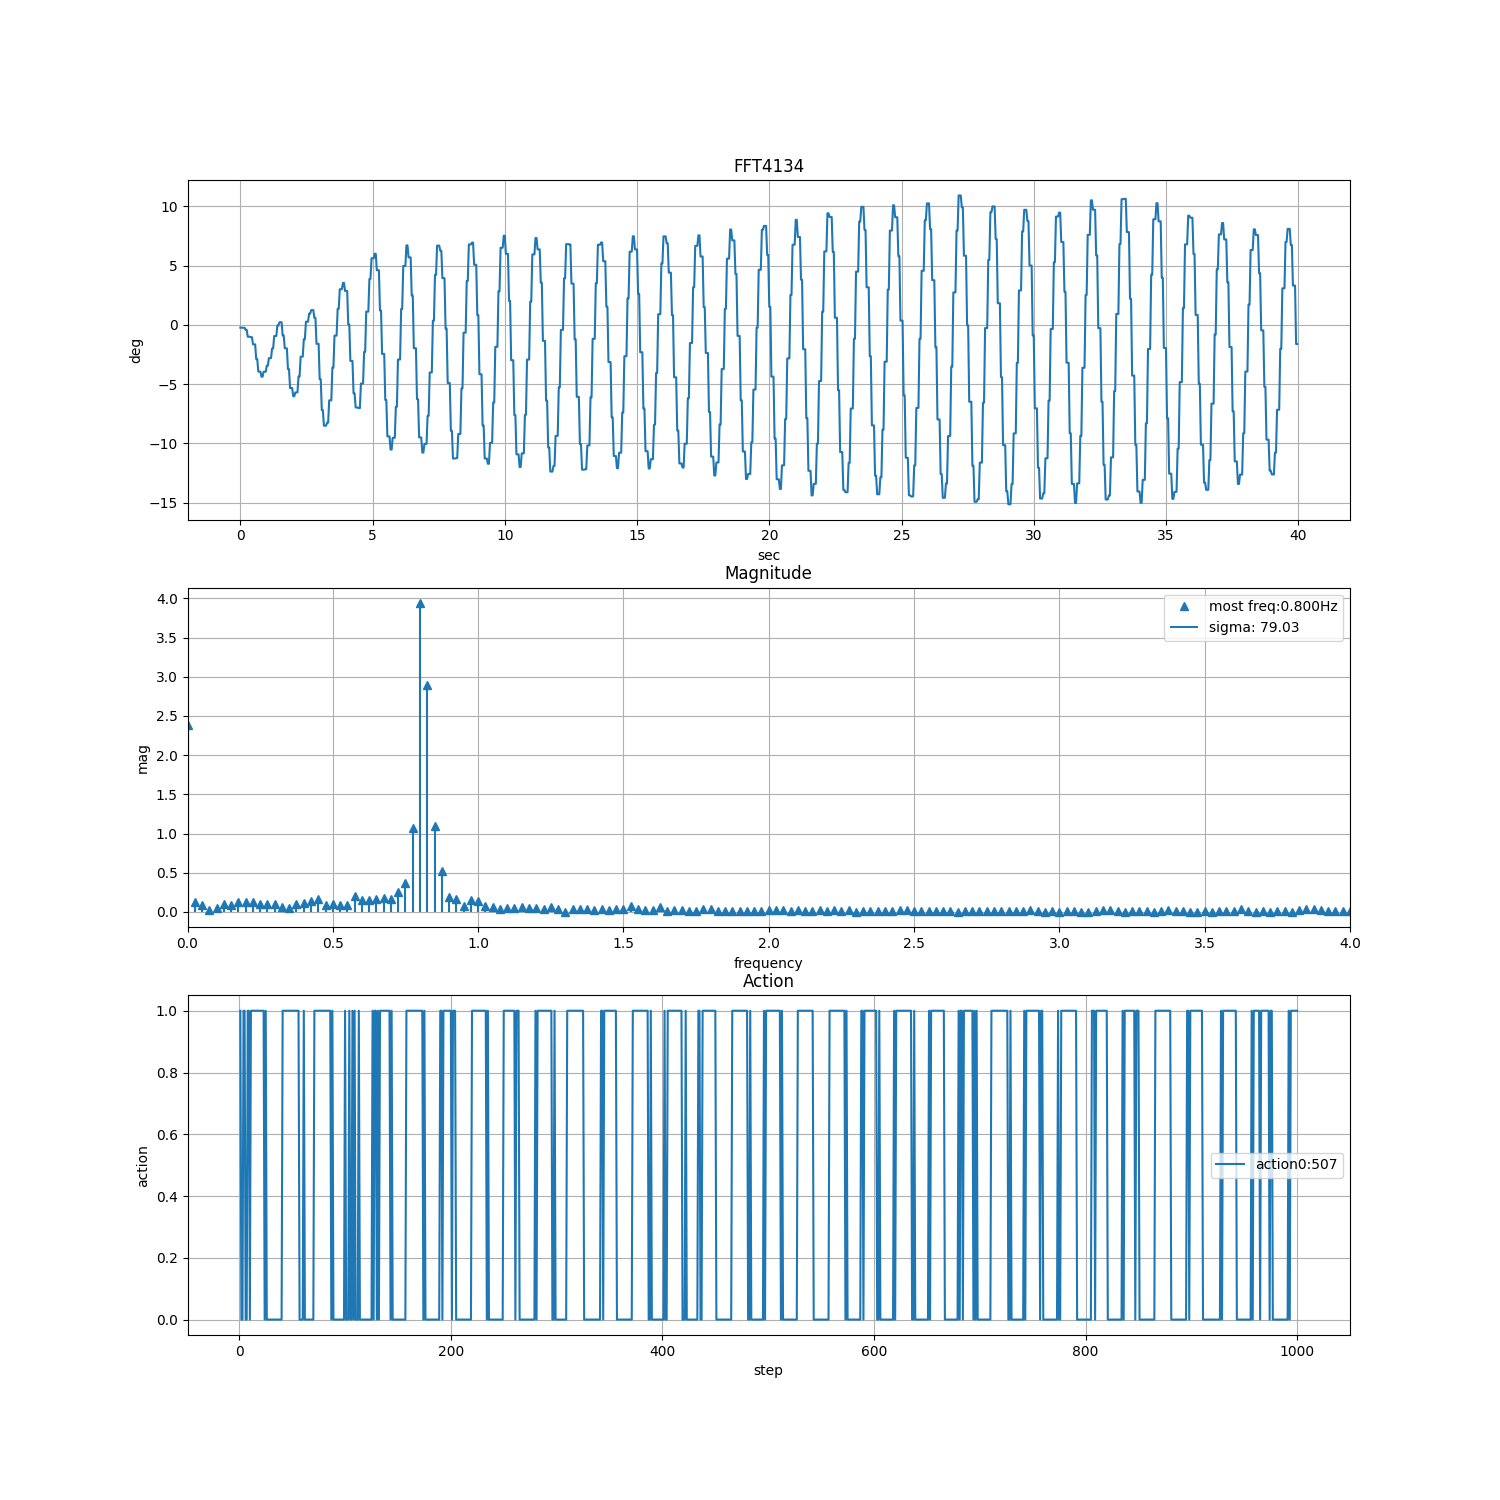 FFT4134
10
5
0
−5
−10
−15
deg
0 5 10 15 20 25 30 35 40
sec
Magnitude
4.0
3.5
3.0
2.5
2.0
1.5
1.0
0.5
0.0
mag
most freq:0.800Hz
sigma: 79.03
0.0 0.5 1.0 1.5 2.0 2.5 3.0 3.5 4.0
frequency
Action
1.0
0.8
0.6
0.4
0.2
0.0
action
action0:507
0 200 400 600 800 1000
step